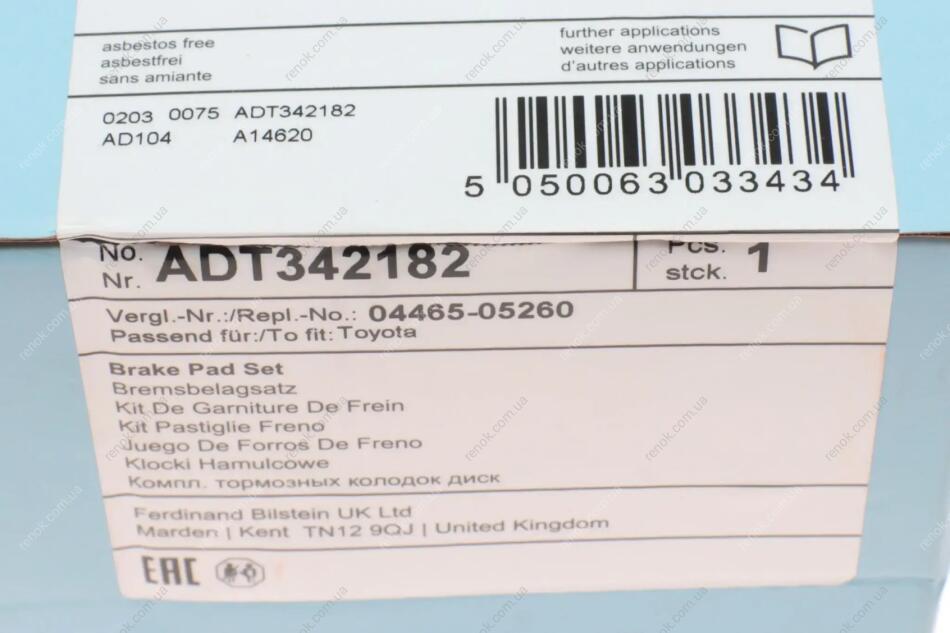 asbestos free
asbestfrei
sans amiante
further applications
weitere anwendungen
d'autres applications
0203 0075 ADT342182
AD104 A14620
5 050063 033434
No.
Nr. ADT342182
Pcs.
stck. 1
Vergl.-Nr.:/Repl.-No.: 04465-05260
Passend für:/To fit: Toyota
Brake Pad Set
Bremsbelagsatz
Kit De Garniture De Frein
Kit Pastiglie Freno
Juego De Forros De Freno
Klocki Hamulcowe
Компл. тормозных колодок диск
Ferdinand Bilstein UK Ltd
Marden | Kent TN12 9QJ | United Kingdom
EAC
renok.com.ua